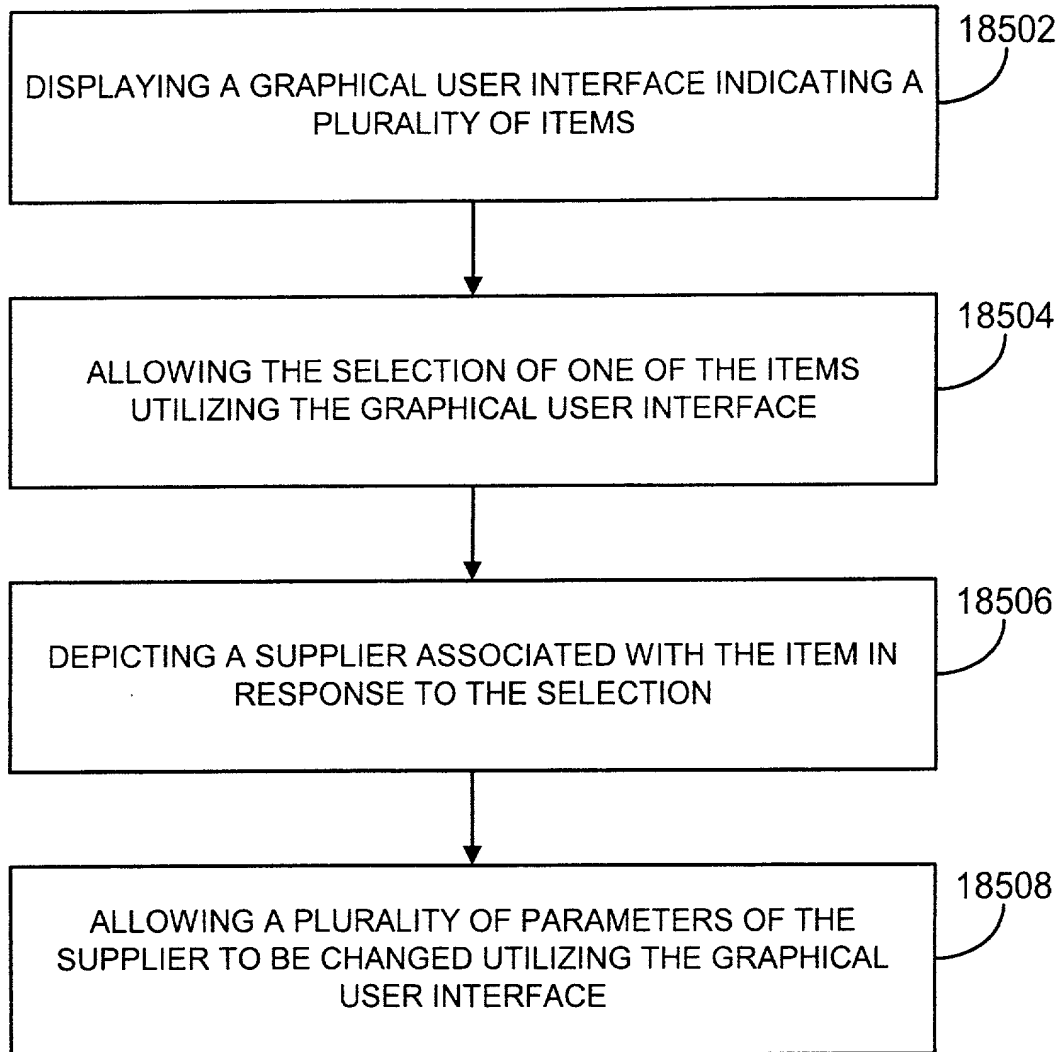 18502
DISPLAYING A GRAPHICAL USER INTERFACE INDICATING A
PLURALITY OF ITEMS
18504
ALLOWING THE SELECTION OF ONE OF THE ITEMS
UTILIZING THE GRAPHICAL USER INTERFACE
18506
DEPICTING A SUPPLIER ASSOCIATED WITH THE ITEM IN
RESPONSE TO THE SELECTION
18508
ALLOWING A PLURALITY OF PARAMETERS OF THE
SUPPLIER TO BE CHANGED UTILIZING THE GRAPHICAL
USER INTERFACE